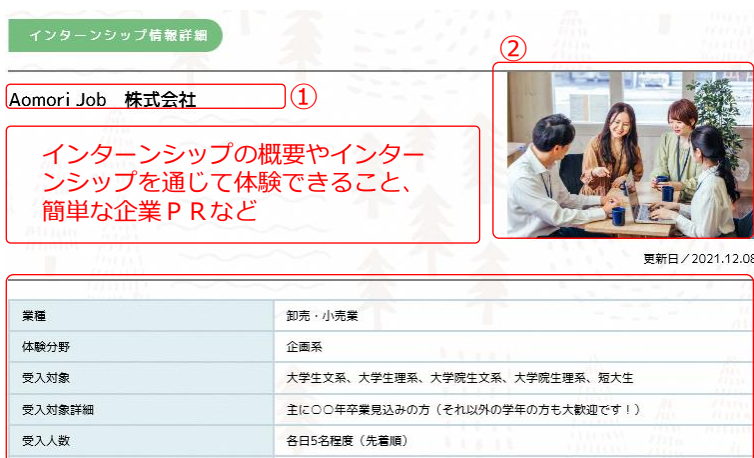 インターンシップ情報詳細
②
Aomori Job 株式会社
①
インターンシップの概要やインター
ンシップを通じて体験できること、
簡単な企業ＰＲなど
更新日／2021.12.08
業種 卸売・小売業
体験分野 企画系
受入対象 大学生文系、大学生理系、大学院生文系、大学院生理系、短大生
受入対象詳細 主に〇〇年卒業見込みの方（それ以外の学年の方も大歓迎です！）
受入人数 各日5名程度（先着順）